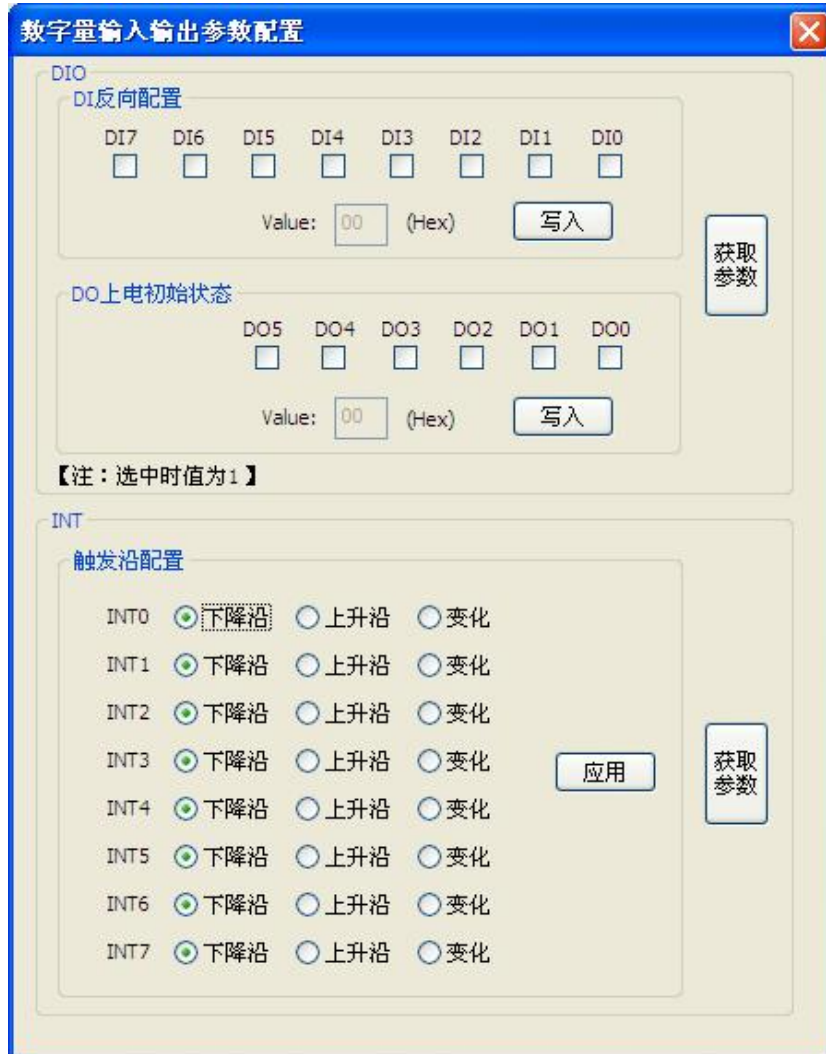 数字量输入输出参数配置
DIO
DI反向配置
DI7 DI6 DI5 DI4 DI3 DI2 DI1 DI0
Value: 00 (Hex) 写入
获取
参数
DO上电初始状态
DO5 DO4 DO3 DO2 DO1 DO0
Value: 00 (Hex) 写入
【注：选中时值为1】
INT
触发沿配置
INT0 下降沿 上升沿 变化
INT1 下降沿 上升沿 变化
INT2 下降沿 上升沿 变化
INT3 下降沿 上升沿 变化
INT4 下降沿 上升沿 变化
INT5 下降沿 上升沿 变化
INT6 下降沿 上升沿 变化
INT7 下降沿 上升沿 变化
应用
获取
参数